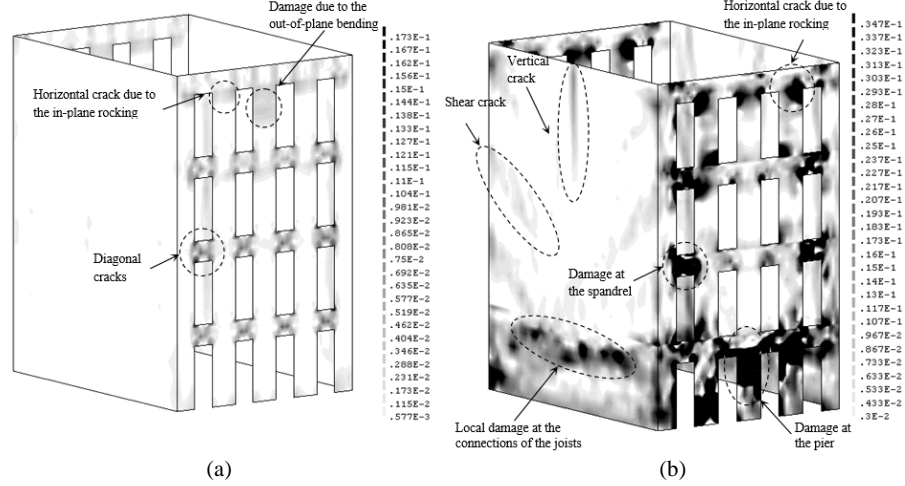 Damage due to the
out-of-plane bending
Horizontal crack due to
the in-plane rocking
Diagonal
cracks
.173E-1
.167E-1
.162E-1
.156E-1
.15E-1
.144E-1
.138E-1
.133E-1
.127E-1
.121E-1
.115E-1
.11E-1
.104E-1
.981E-2
.923E-2
.865E-2
.808E-2
.75E-2
.692E-2
.635E-2
.577E-2
.519E-2
.462E-2
.404E-2
.346E-2
.288E-2
.231E-2
.173E-2
.115E-2
.577E-3
(a)
Horizontal crack due to
the in-plane rocking
Vertical
crack
Shear crack
Damage at
the spandrel
Local damage at the
connections of the joists
Damage at
the pier
.347E-1
.337E-1
.323E-1
.313E-1
.303E-1
.293E-1
.28E-1
.27E-1
.26E-1
.25E-1
.237E-1
.227E-1
.217E-1
.207E-1
.193E-1
.183E-1
.173E-1
.16E-1
.15E-1
.14E-1
.13E-1
.117E-1
.107E-1
.967E-2
.867E-2
.733E-2
.633E-2
.533E-2
.433E-2
.3E-2
(b)